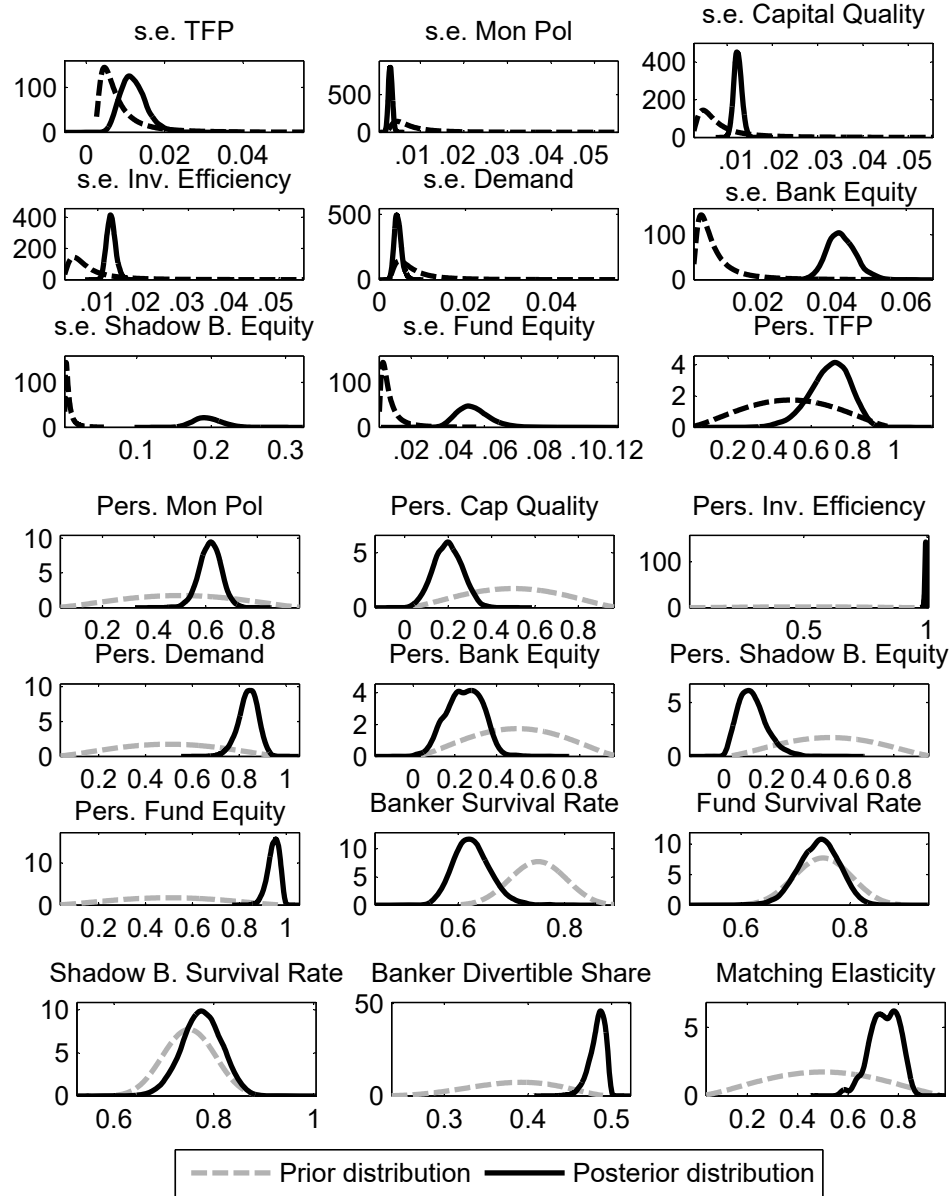 s.e. TFP
s.e. Mon Pol
s.e. Capital Quality
100
0
0 0.02 0.04
500
0
.01 .02 .03 .04 .05
400
200
0
.01 .02 .03 .04 .05
s.e. Inv. Efficiency
s.e. Demand
s.e. Bank Equity
400
200
0
.01 .02 .03 .04 .05
500
0
0 0.02 0.04
100
0
0.02 0.04 0.06
s.e. Shadow B. Equity
s.e. Fund Equity
Pers. TFP
100
0
0.1 0.2 0.3
100
0
.02 .04 .06 .08 .10 .12
4
2
0
0.2 0.4 0.6 0.8 1
Pers. Mon Pol
Pers. Cap Quality
Pers. Inv. Efficiency
10
5
0
0.2 0.4 0.6 0.8
5
0
0 0.2 0.4 0.6 0.8
100
0
0.5 1
Pers. Demand
Pers. Bank Equity
Pers. Shadow B. Equity
10
5
0
0.2 0.4 0.6 0.8 1
4
2
0
0 0.2 0.4 0.6 0.8
5
0
0 0.2 0.4 0.6 0.8
Pers. Fund Equity
Banker Survival Rate
Fund Survival Rate
10
0
0.2 0.4 0.6 0.8 1
10
5
0
0.6 0.8
10
5
0
0.6 0.8
Shadow B. Survival Rate
Banker Divertible Share
Matching Elasticity
10
5
0
0.6 0.8 1
50
0
0.3 0.4 0.5
5
0
0.2 0.4 0.6 0.8
Prior distribution Posterior distribution